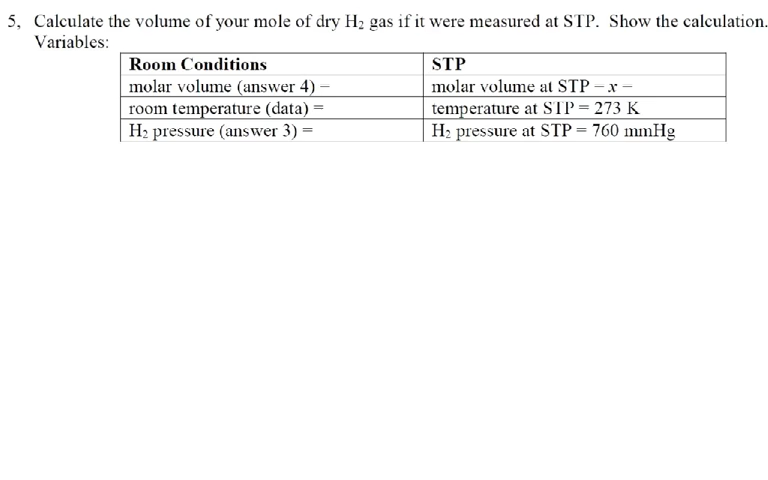 5, Calculate the volume of your mole of dry H₂ gas if it were measured at STP. Show the calculation.
Variables:
Room Conditions STP
molar volume (answer 4) – molar volume at STP – x –
room temperature (data) = temperature at STP = 273 K
H₂ pressure (answer 3) = H₂ pressure at STP = 760 mmHg